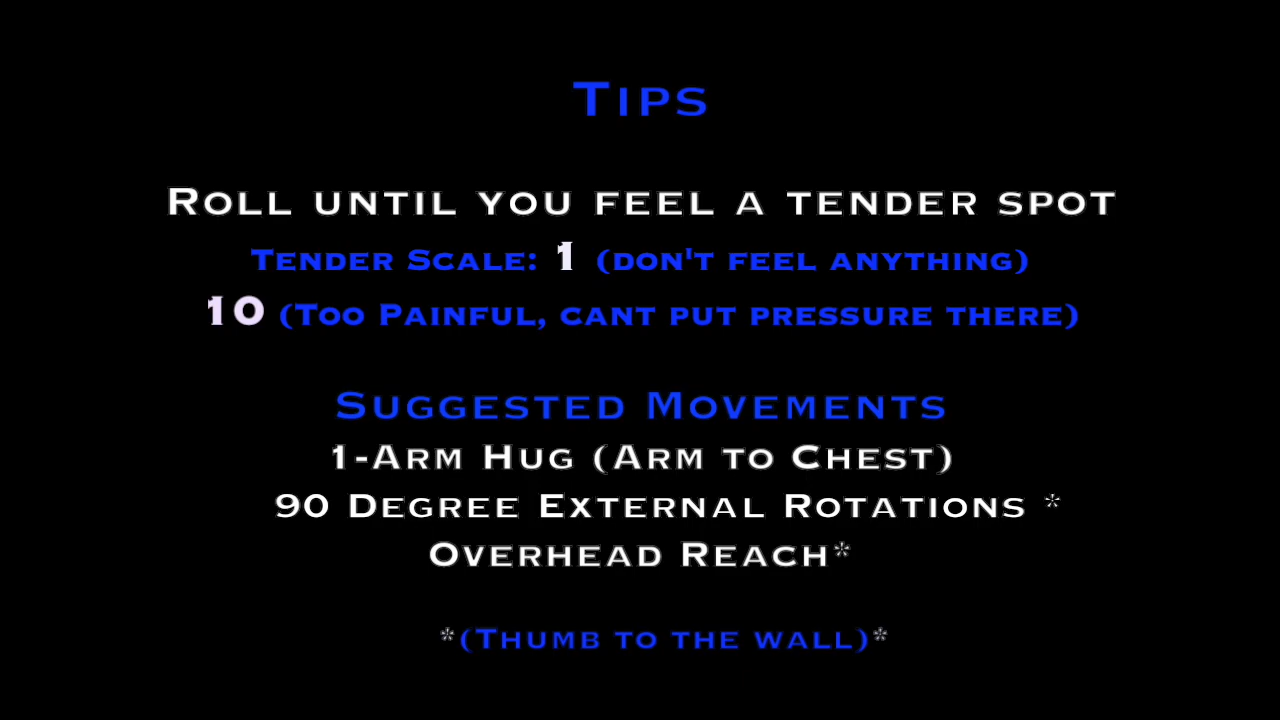 Tips
Roll until you feel a tender spot
Tender Scale: 1 (don't feel anything)
10 (Too Painful, cant put pressure there)
Suggested Movements
1-Arm Hug (Arm to Chest)
90 Degree External Rotations *
Overhead Reach*
*(Thumb to the wall)*